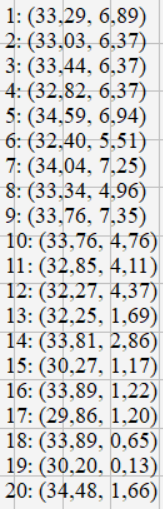 1: (33,29, 6,89)
2: (33,03, 6,37)
3: (33,44, 6,37)
4: (32,82, 6,37)
5: (34,59, 6,94)
6: (32,40, 5,51)
7: (34,04, 7,25)
8: (33,34, 4,96)
9: (33,76, 7,35)
10: (33,76, 4,76)
11: (32,85, 4,11)
12: (32,27, 4,37)
13: (32,25, 1,69)
14: (33,81, 2,86)
15: (30,27, 1,17)
16: (33,89, 1,22)
17: (29,86, 1,20)
18: (33,89, 0,65)
19: (30,20, 0,13)
20: (34,48, 1,66)